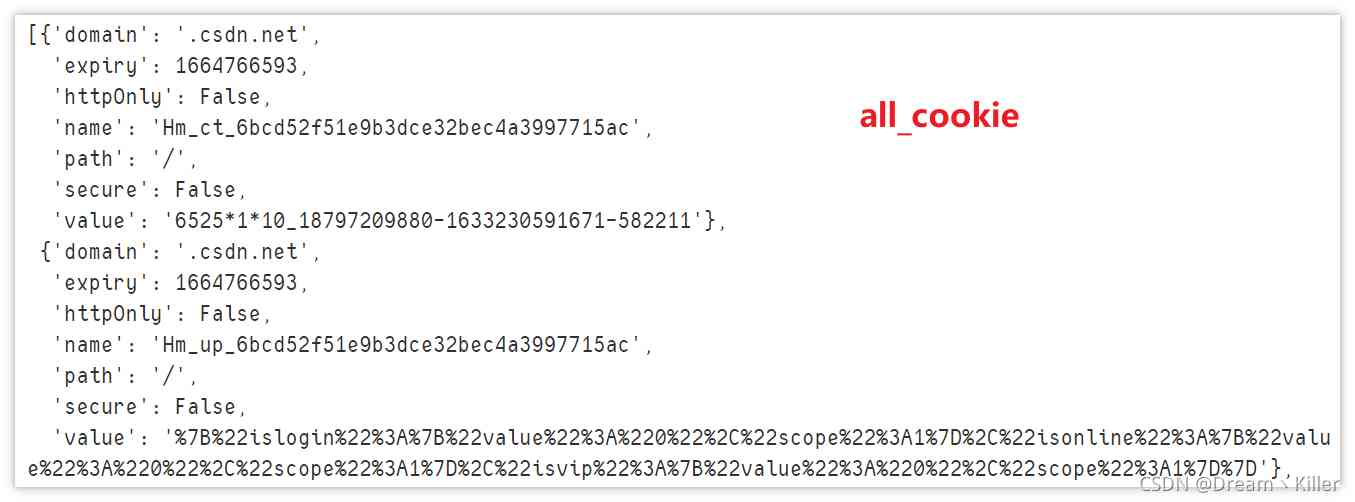 [{'domain': '.csdn.net',
'expiry': 1664766593,
'httpOnly': False,
all_cookie
'name': 'Hm_ct_6bcd52f51e9b3dce32bec4a3997715ac',
'path': '/',
'secure': False,
'value': '6525*1*10_18797209880-1633230591671-582211'},
{'domain': '.csdn.net',
'expiry': 1664766593,
'httpOnly': False,
'name': 'Hm_up_6bcd52f51e9b3dce32bec4a3997715ac',
'path': '/',
'secure': False,
'value': '%7B%22islogin%22%3A%7B%22value%22%3A%220%22%2C%22scope%22%3A1%7D%2C%22isonline%22%3A%7B%22valu
e%22%3A%220%22%2C%22scope%22%3A1%7D%2C%22isvip%22%3A%7B%22value%22%3A%220%22%2C%22scope%22%3A1%7D%7D'},
CSDN @Dream丶Killer